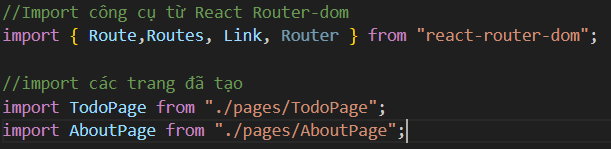 //Import công cụ từ React Router-dom
import { Route,Routes, Link, Router } from "react-router-dom";
//import các trang đã tạo
import TodoPage from "./pages/TodoPage";
import AboutPage from "./pages/AboutPage";